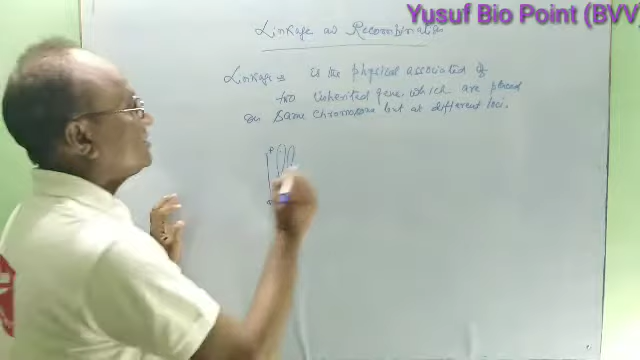 Yusuf Bio Point (BVV)
Linkage and Recombination
Linkage ⇒ is the physical associated of
two inherited gene which are placed
on same chromosome but at different loci.
P